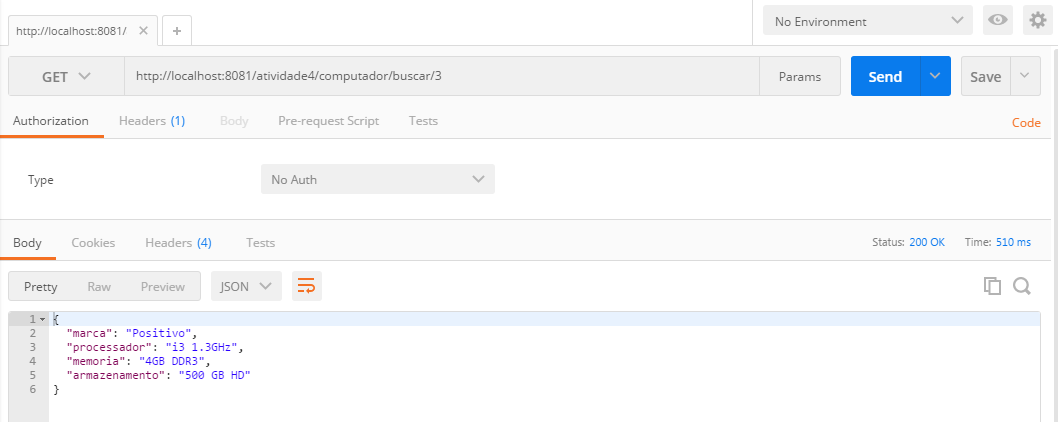 http://localhost:8081/
No Environment
GET http://localhost:8081/atividade4/computador/buscar/3 Params Send Save
Authorization Headers (1) Body Pre-request Script Tests Code
Type No Auth
Body Cookies Headers (4) Tests Status: 200 OK Time: 510 ms
Pretty Raw Preview JSON
1 {
2 "marca": "Positivo",
3 "processador": "i3 1.3GHz",
4 "memoria": "4GB DDR3",
5 "armazenamento": "500 GB HD"
6 }